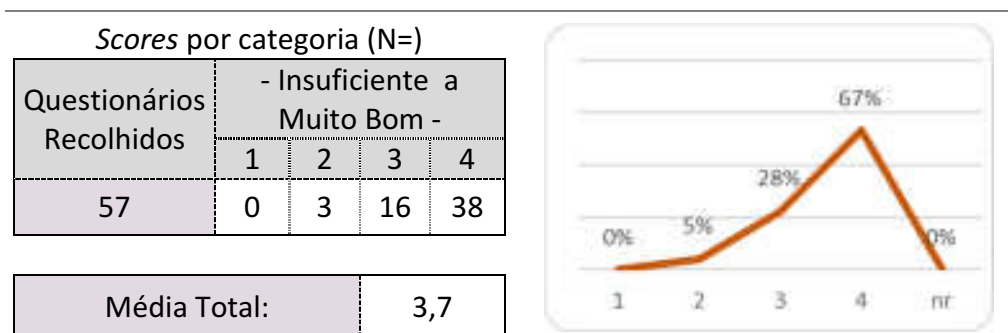 Scores por categoria (N=)
Questionários Recolhidos
- Insuficiente a
Muito Bom -
1 2 3 4
57 0 3 16 38
Média Total: 3,7
67%
28%
5%
0%
0%
1 2 3 4 nr